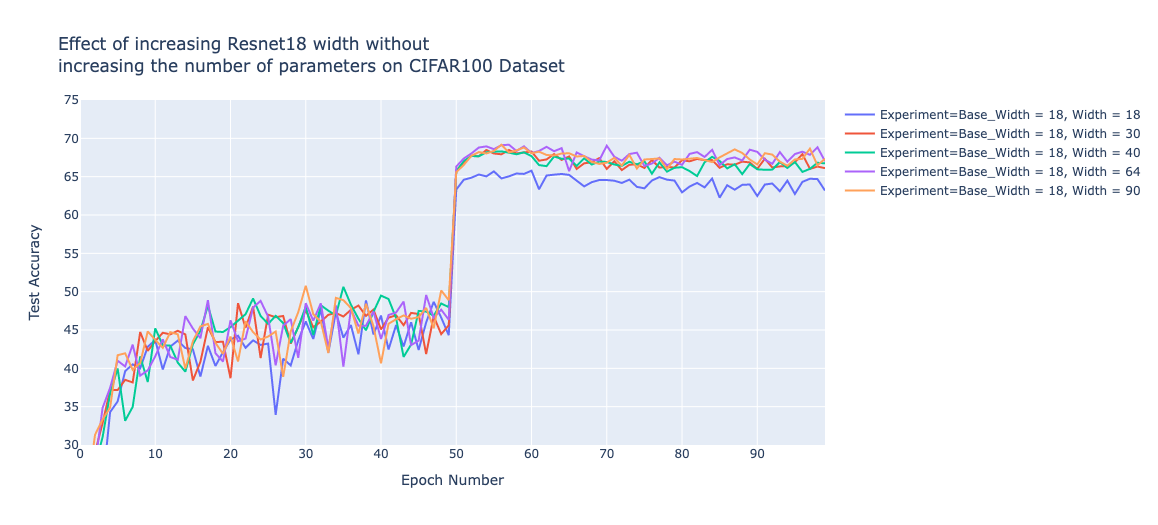 Effect of increasing Resnet18 width without
increasing the number of parameters on CIFAR100 Dataset
75
70
65
60
55
50
45
40
35
30
Test Accuracy
0 10 20 30 40 50 60 70 80 90
Epoch Number
Experiment=Base_Width = 18, Width = 18
Experiment=Base_Width = 18, Width = 30
Experiment=Base_Width = 18, Width = 40
Experiment=Base_Width = 18, Width = 64
Experiment=Base_Width = 18, Width = 90